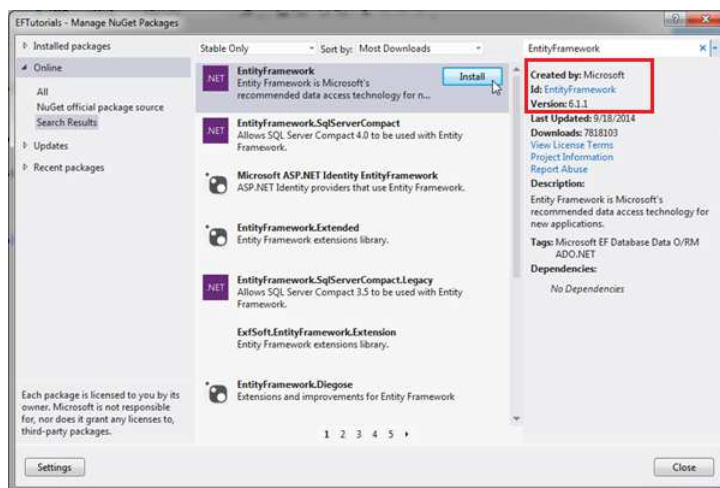 EFTutorials - Manage NuGet Packages
Installed packages
Online
All
NuGet official package source
Search Results
Updates
Recent packages
Each package is licensed to you by its
owner. Microsoft is not responsible
for, nor does it grant any licenses to,
third-party packages.
Stable Only
Sort by: Most Downloads
.NET
EntityFramework
Entity Framework is Microsoft's
recommended data access technology for n...
Install
.NET
EntityFramework.SqlServerCompact
Allows SQL Server Compact 4.0 to be used with Entity
Framework.
Microsoft ASP.NET Identity EntityFramework
ASP.NET Identity providers that use Entity Framework.
EntityFramework.Extended
Entity Framework extensions library.
.NET
EntityFramework.SqlServerCompact.Legacy
Allows SQL Server Compact 3.5 to be used with Entity
Framework.
ExfSoft.EntityFramework.Extension
Entity Framework extensions library.
EntityFramework.Diegose
Extensions and improvements for Entity Framework
1 2 3 4 5
EntityFramework
Created by: Microsoft
Id: EntityFramework
Version: 6.1.1
Last Updated: 9/18/2014
Downloads: 7818103
View License Terms
Project Information
Report Abuse
Description:
Entity Framework is Microsoft's
recommended data access technology for
new applications.
Tags: Microsoft EF Database Data O/RM
ADO.NET
Dependencies:
No Dependencies
Settings
Close